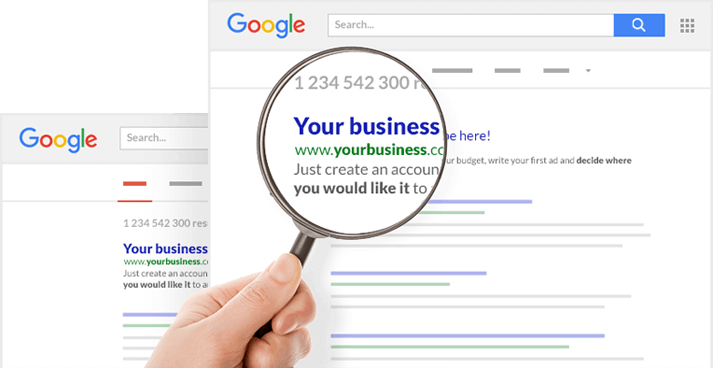 Google Search...
1 234 542 300 re
Your business
here!
www.yourbusiness.co
Just create an accoun
ur budget, write your first ad and decide where
you would like it to
Google Search...
1 234 542 300 res
Your business
www.yourbusiness.co
Just create an accoun
you would like it to a